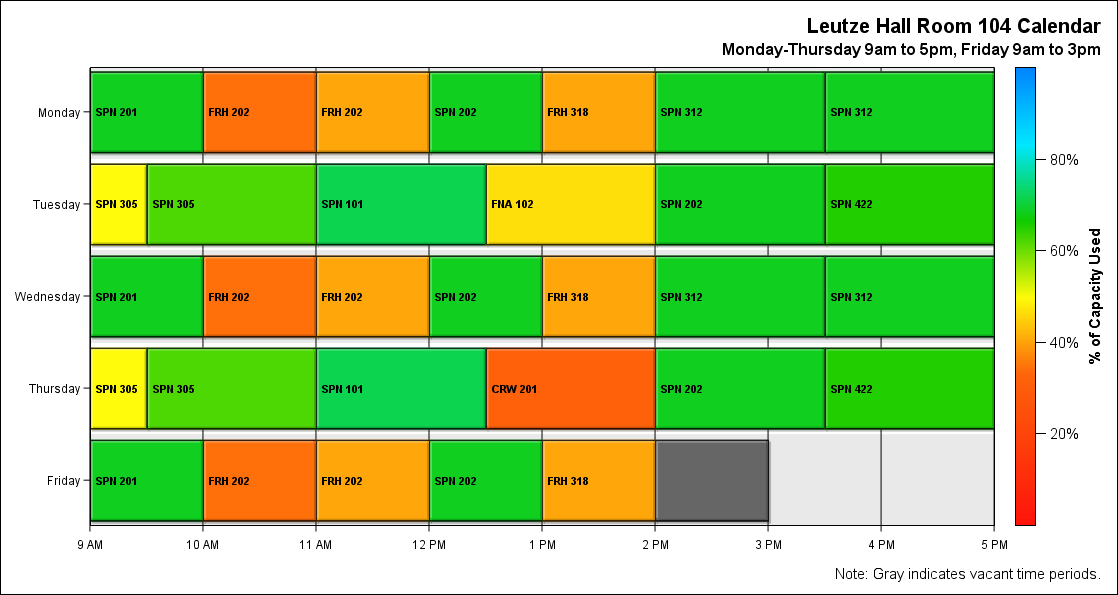 Leutze Hall Room 104 Calendar
Monday-Thursday 9am to 5pm, Friday 9am to 3pm
Monday
SPN 201
FRH 202
FRH 202
SPN 202
FRH 318
SPN 312
SPN 312
Tuesday
SPN 305
SPN 305
SPN 101
FNA 102
SPN 202
SPN 422
Wednesday
SPN 201
FRH 202
FRH 202
SPN 202
FRH 318
SPN 312
SPN 312
Thursday
SPN 305
SPN 305
SPN 101
CRW 201
SPN 202
SPN 422
Friday
SPN 201
FRH 202
FRH 202
SPN 202
FRH 318
9 AM
10 AM
11 AM
12 PM
1 PM
2 PM
3 PM
4 PM
5 PM
80%
60%
40%
20%
% of Capacity Used
Note: Gray indicates vacant time periods.